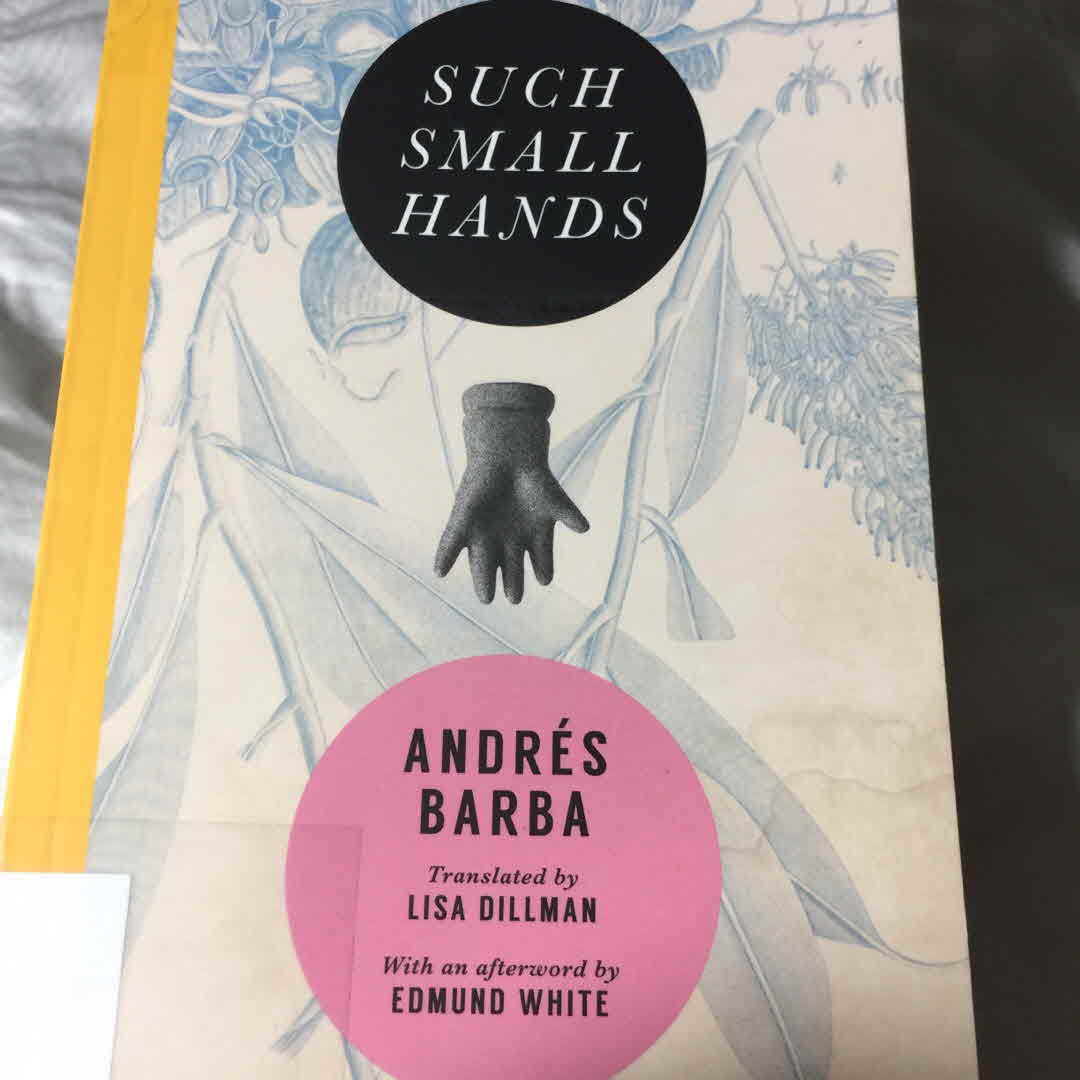 SUCH
SMALL
HANDS
ANDRÉS
BARBA
Translated by
LISA DILLMAN
With an afterword by
EDMUND WHITE